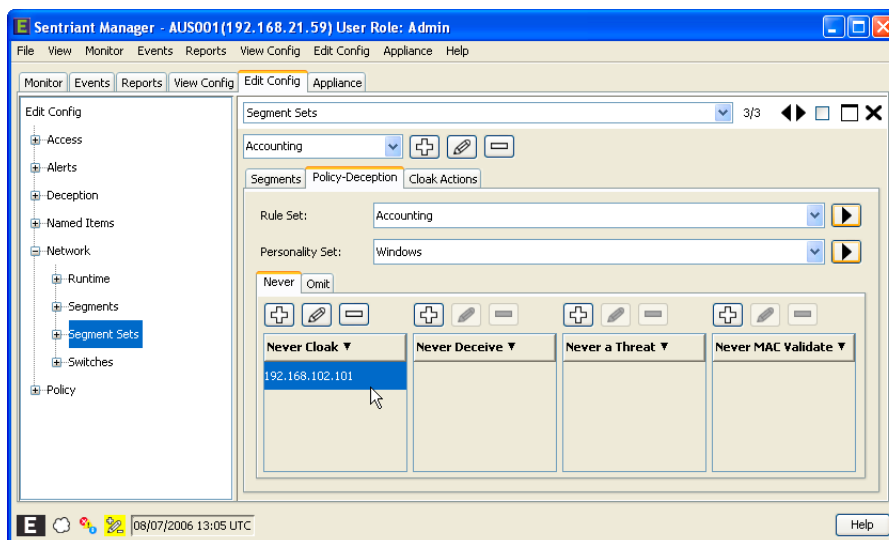 Sentriant Manager - AUS001(192.168.21.59) User Role: Admin
File View Monitor Events Reports View Config Edit Config Appliance Help
Monitor Events Reports View Config Edit Config Appliance
Edit Config
Access
Alerts
Deception
Named Items
Network
Runtime
Segments
Segment Sets
Switches
Policy
Segment Sets 3/3
Accounting
Segments Policy-Deception Cloak Actions
Rule Set: Accounting
Personality Set: Windows
Never Omit
Never Cloak ▼ Never Deceive ▼ Never a Threat ▼ Never MAC Validate ▼
192.168.102.101
E 08/07/2006 13:05 UTC Help